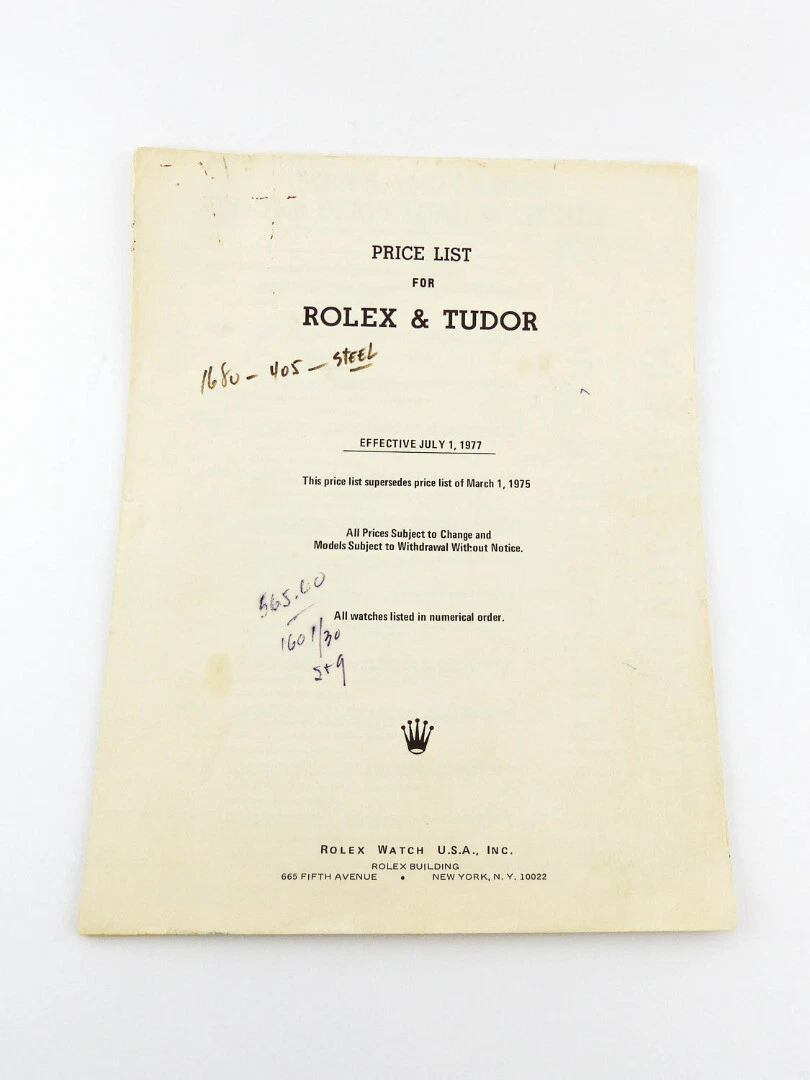 PRICE LIST
FOR
ROLEX & TUDOR
1680 - 405 - STEEL
EFFECTIVE JULY 1, 1977
This price list supersedes price list of March 1, 1975
All Prices Subject to Change and
Models Subject to Withdrawal Without Notice.
565.00
All watches listed in numerical order.
1601/30
ROLEX WATCH U.S.A., INC.
ROLEX BUILDING
665 FIFTH AVENUE • NEW YORK, N. Y. 10022